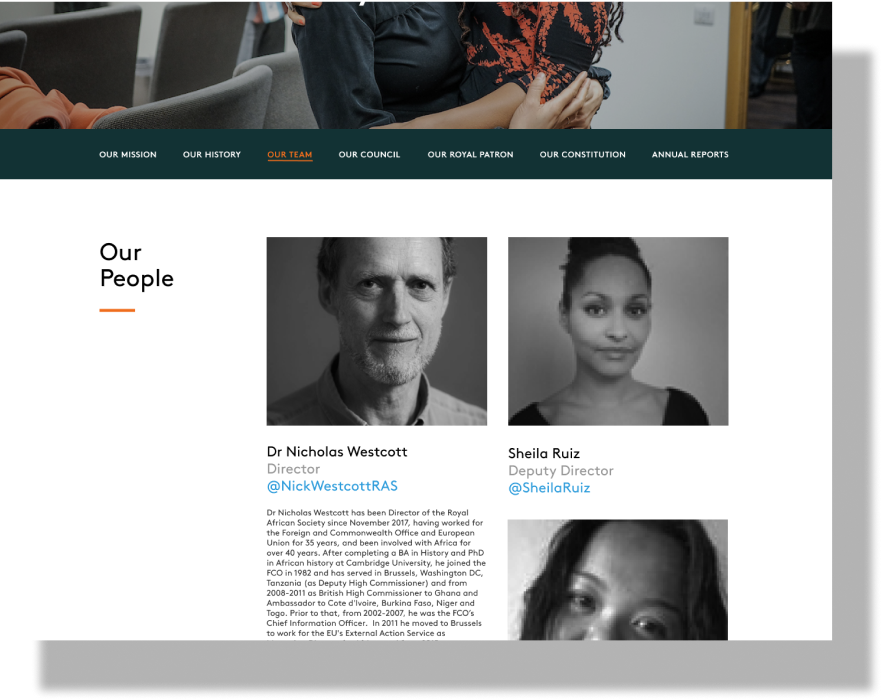 OUR MISSION OUR HISTORY OUR TEAM OUR COUNCIL OUR ROYAL PATRON OUR CONSTITUTION ANNUAL REPORTS
Our
People
Dr Nicholas Westcott
Director
@NickWestcottRAS
Dr Nicholas Westcott has been Director of the Royal
African Society since November 2017, having worked for
the Foreign and Commonwealth Office and European
Union for 35 years, and been involved with Africa for
over 40 years. After completing a BA in History and PhD
in African history at Cambridge University, he joined the
FCO in 1982 and has served in Brussels, Washington DC,
Tanzania (as Deputy High Commissioner) and from
2008-2011 as British High Commissioner to Ghana and
Ambassador to Cote d'Ivoire, Burkina Faso, Niger and
Togo. Prior to that, from 2002-2007, he was the FCO's
Chief Information Officer. In 2011 he moved to Brussels
to work for the EU's External Action Service as
Sheila Ruiz
Deputy Director
@SheilaRuiz